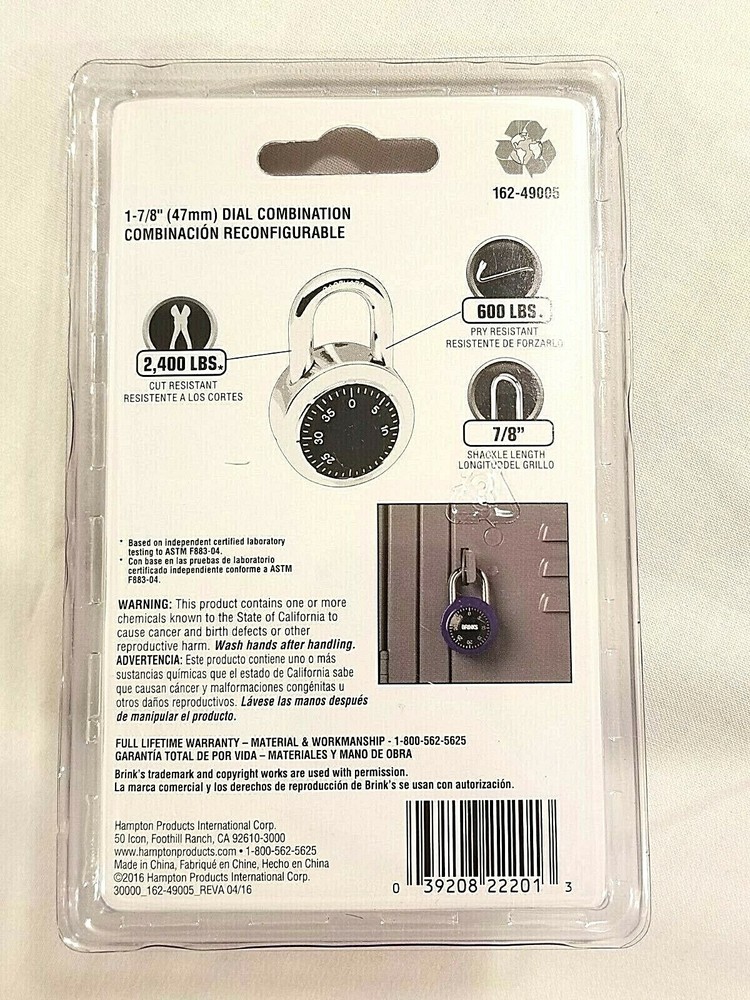 162-49005
1-7/8" (47mm) DIAL COMBINATION
COMBINACIÓN RECONFIGURABLE
600 LBS.
PRY RESISTANT
RESISTENTE DE FORZARLO
2,400 LBS.*
CUT RESISTANT
RESISTENTE A LOS CORTES
0 5 10 25 30 35
7/8"
SHACKLE LENGTH
LONGITUD DEL GRILLO
* Based on independent certified laboratory
testing to ASTM F883-04.
* Con base en las pruebas de laboratorio
certificado independiente conforme a ASTM
F883-04.
BRINKS
WARNING: This product contains one or more
chemicals known to the State of California to
cause cancer and birth defects or other
reproductive harm. Wash hands after handling.
ADVERTENCIA: Este producto contiene uno o más
sustancias químicas que el estado de California sabe
que causan cáncer y malformaciones congénitas u
otros daños reproductivos. Lávese las manos después
de manipular el producto.
FULL LIFETIME WARRANTY – MATERIAL & WORKMANSHIP - 1-800-562-5625
GARANTÍA TOTAL DE POR VIDA – MATERIALES Y MANO DE OBRA
Brink's trademark and copyright works are used with permission.
La marca comercial y los derechos de reproducción de Brink's se usan con autorización.
Hampton Products International Corp.
50 Icon, Foothill Ranch, CA 92610-3000
www.hamptonproducts.com • 1-800-562-5625
Made in China, Fabriqué en Chine, Hecho en China
©2016 Hampton Products International Corp.
30000_162-49005_REVA 04/16
0 39208 22201 3